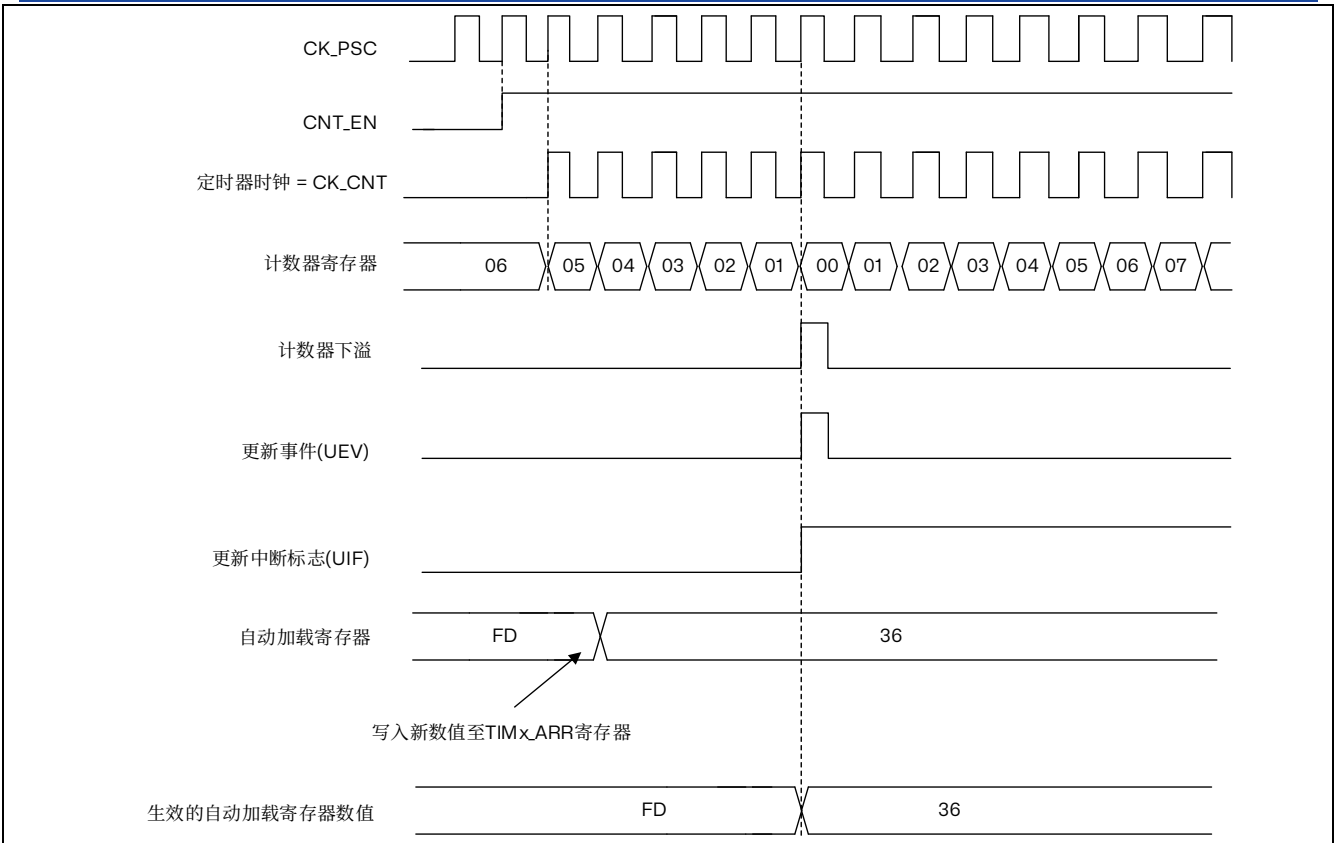 CK_PSC
CNT_EN
定时器时钟 = CK_CNT
计数器寄存器 06 05 04 03 02 01 00 01 02 03 04 05 06 07
计数器下溢
更新事件(UEV)
更新中断标志(UIF)
自动加载寄存器 FD 36
写入新数值至TIMx_ARR寄存器
生效的自动加载寄存器数值 FD 36